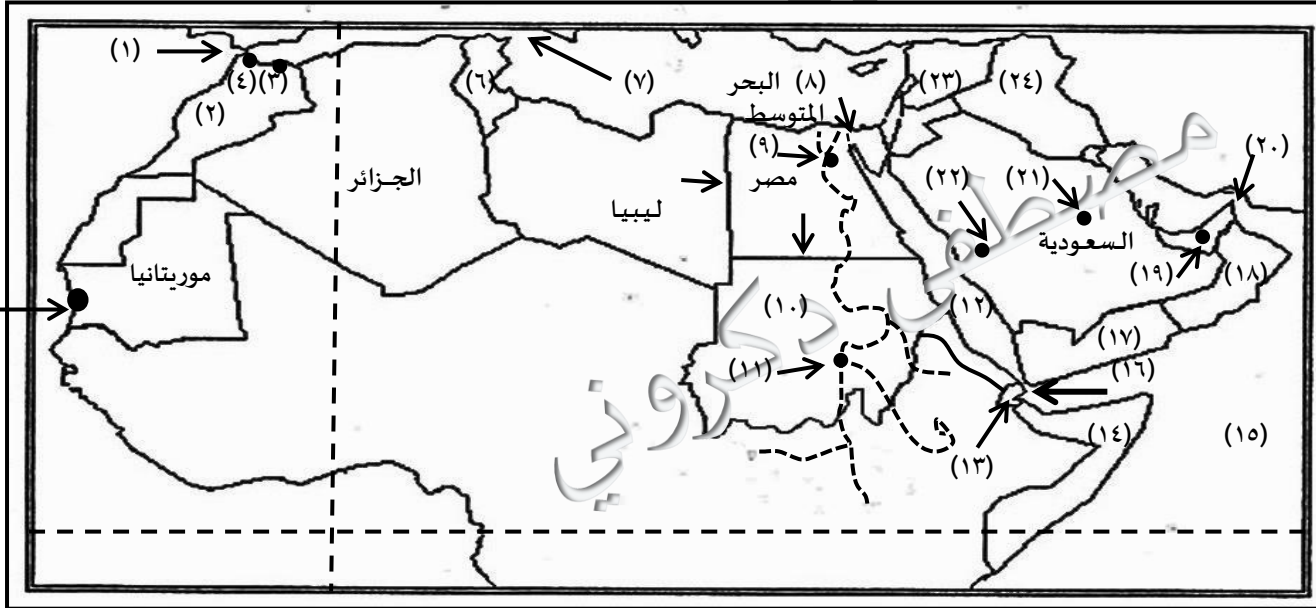 (١)
(٢)
(٣)
(٤)
(٦)
(٧)
(٨)
البحر
المتوسط
(٩)
مصر
ليبيا
الجزائر
موريتانيا
(١٠)
(١١)
(١٢)
(١٣)
(١٤)
(١٥)
(١٦)
(١٧)
(١٨)
(١٩)
(٢٠)
(٢١)
السعودية
(٢٢)
(٢٣)
(٢٤)
مصطفى دكروني